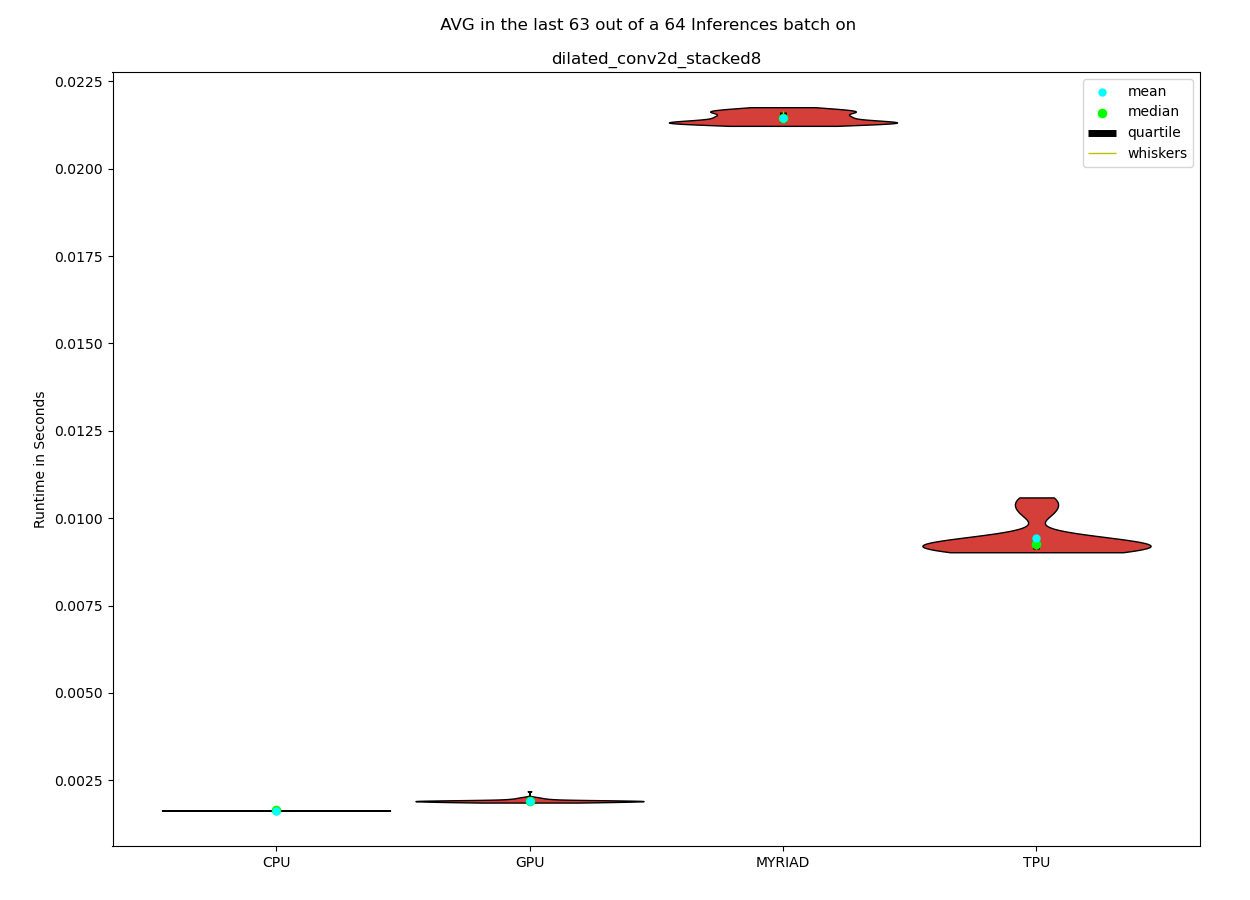 AVG in the last 63 out of a 64 Inferences batch on
dilated_conv2d_stacked8
mean
median
quartile
whiskers
Runtime in Seconds
0.0225
0.0200
0.0175
0.0150
0.0125
0.0100
0.0075
0.0050
0.0025
CPU GPU MYRIAD TPU